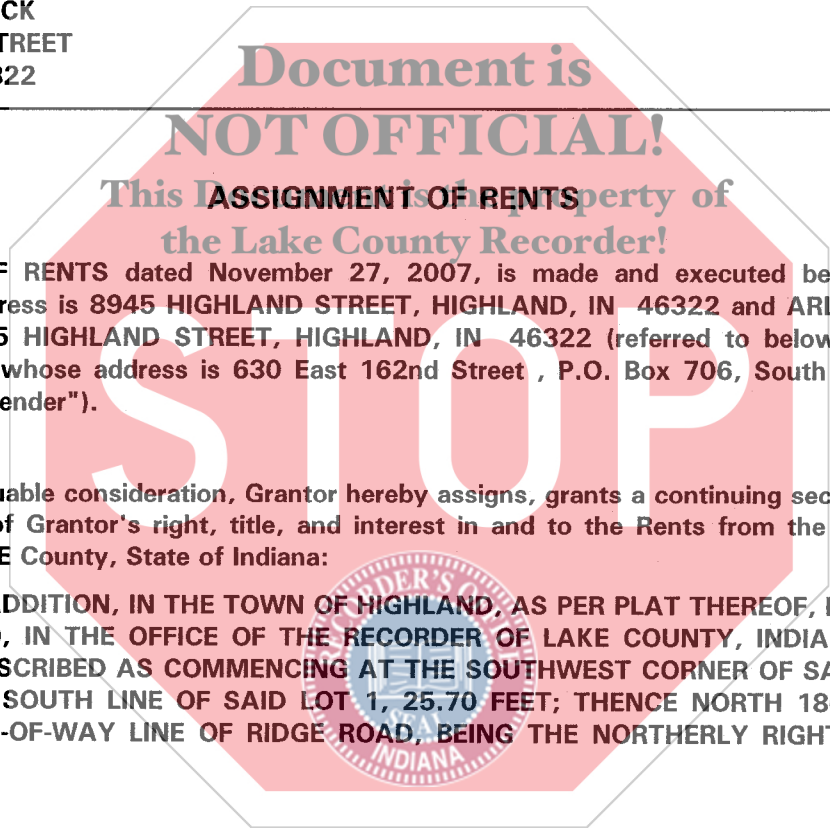 CK
TREET
322
Document is
NOT OFFICIAL!
This Document is the property of
the Lake County Recorder!
ASSIGNMENT OF RENTS
F RENTS dated November 27, 2007, is made and executed be
ress is 8945 HIGHLAND STREET, HIGHLAND, IN 46322 and ARL
5 HIGHLAND STREET, HIGHLAND, IN 46322 (referred to below
whose address is 630 East 162nd Street , P.O. Box 706, South
ender").
STOP
uable consideration, Grantor hereby assigns, grants a continuing sec
of Grantor's right, title, and interest in and to the Rents from the
E County, State of Indiana:
ADDITION, IN THE TOWN OF HIGHLAND, AS PER PLAT THEREOF,
, IN THE OFFICE OF THE RECORDER OF LAKE COUNTY, INDIA
SCRIBED AS COMMENCING AT THE SOUTHWEST CORNER OF SA
SOUTH LINE OF SAID LOT 1, 25.70 FEET; THENCE NORTH 18
-OF-WAY LINE OF RIDGE ROAD, BEING THE NORTHERLY RIGHT
RECORDER'S OFFICE
SEAL
INDIANA